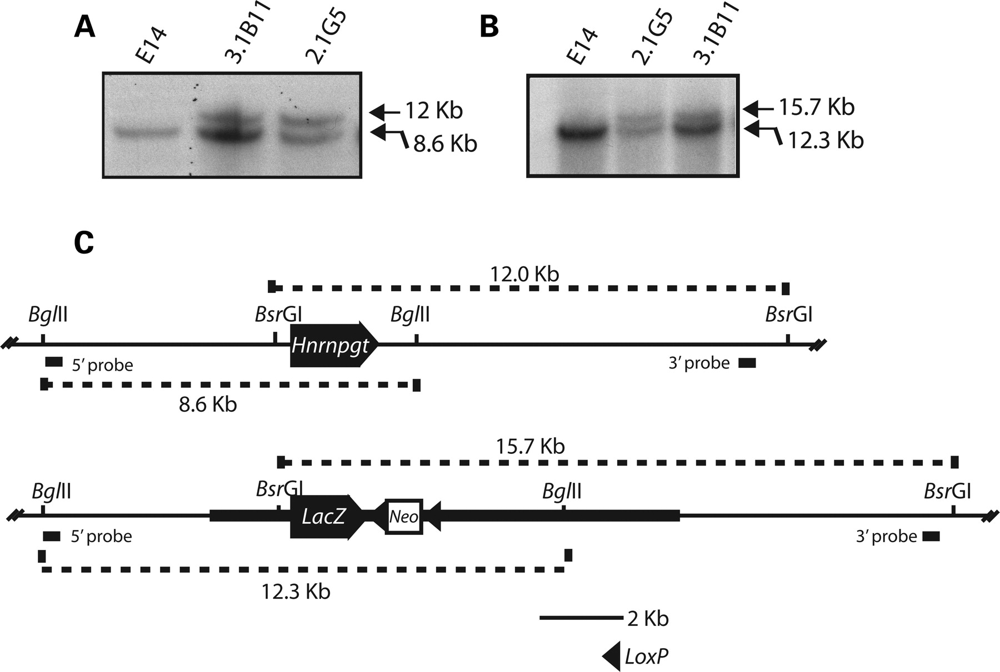 A
E14
3.1B11
2.1G5
12 Kb
8.6 Kb
B
E14
2.1G5
3.1B11
15.7 Kb
12.3 Kb
C
12.0 Kb
BglII
BsrGI
BglII
BsrGI
Hnrnpgt
5' probe
3' probe
8.6 Kb
15.7 Kb
BglII
BsrGI
BglII
BsrGI
LacZ
Neo
5' probe
3' probe
12.3 Kb
2 Kb
LoxP